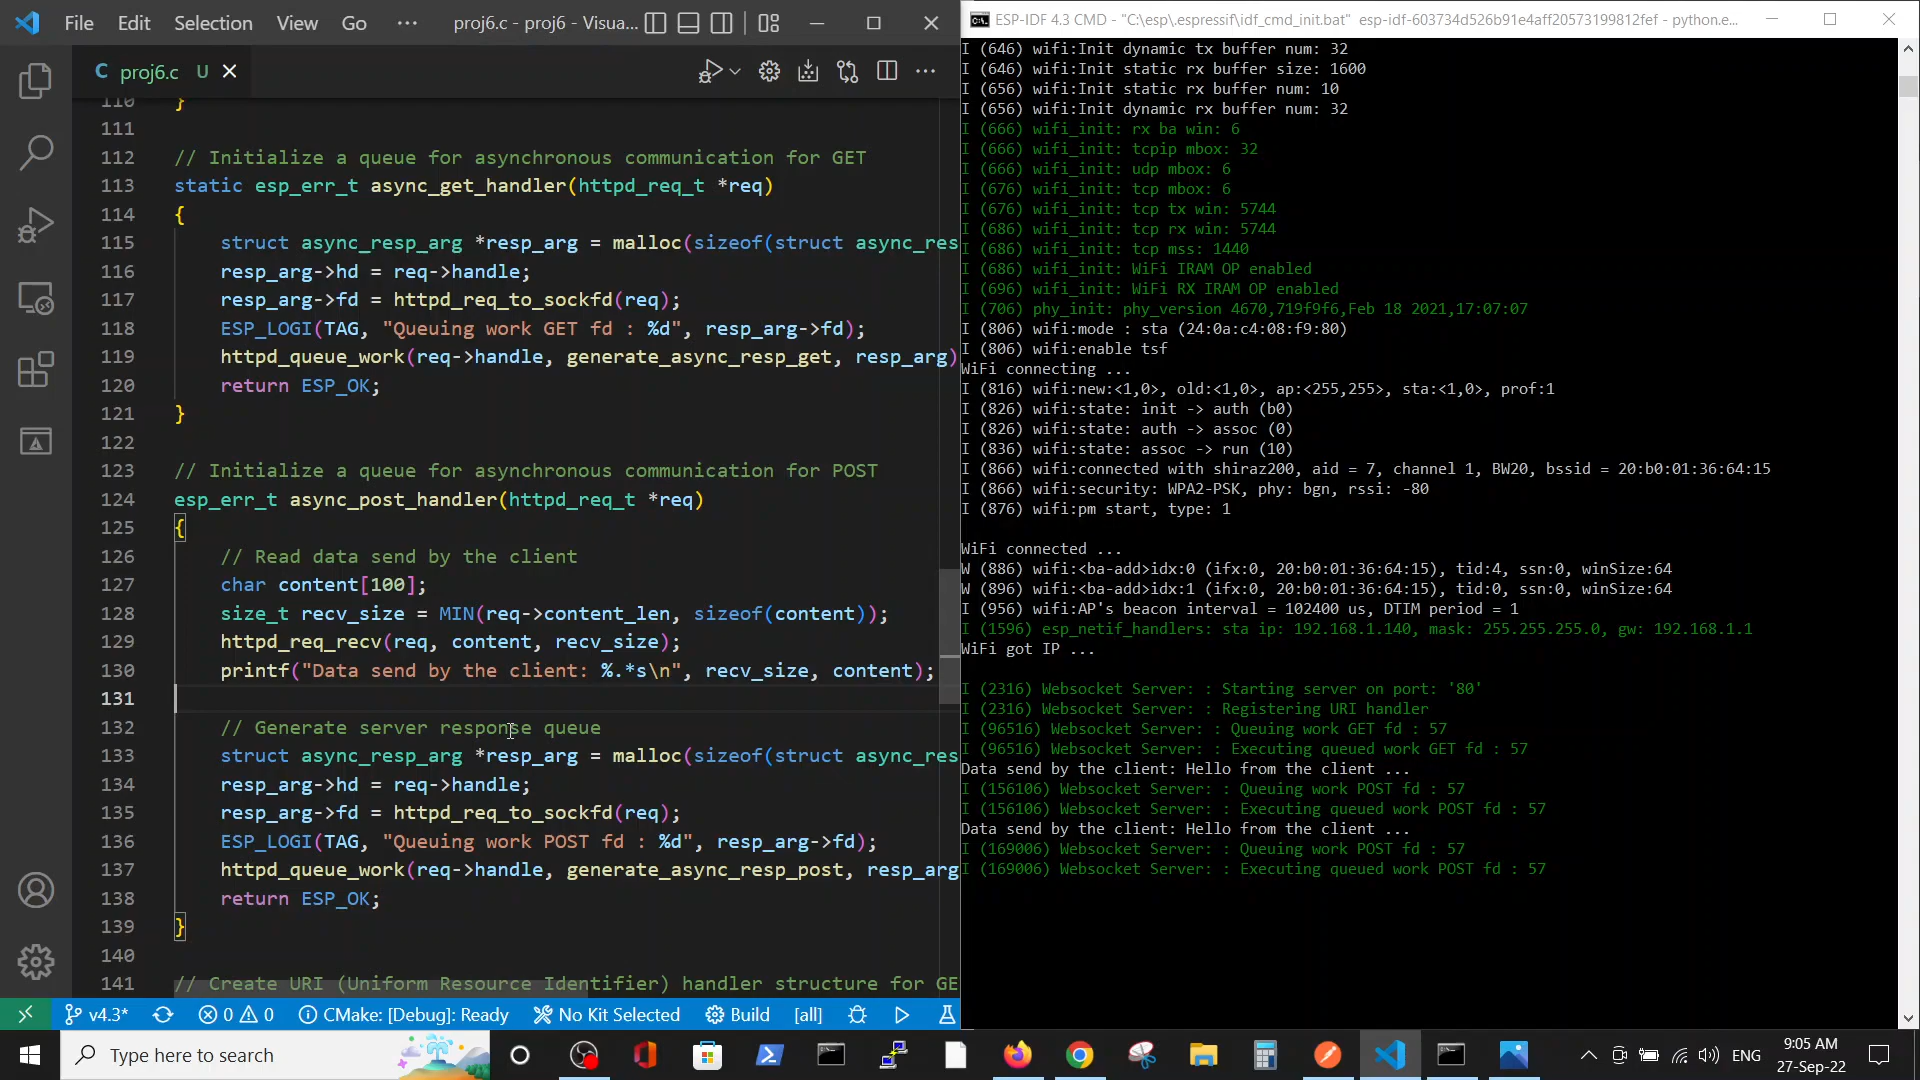 File Edit Selection View Go ··· proj6.c - proj6 - Visua...
C proj6.c U
110 }
111
112 // Initialize a queue for asynchronous communication for GET
113 static esp_err_t async_get_handler(httpd_req_t *req)
114 {
115 struct async_resp_arg *resp_arg = malloc(sizeof(struct async_res
116 resp_arg->hd = req->handle;
117 resp_arg->fd = httpd_req_to_sockfd(req);
118 ESP_LOGI(TAG, "Queuing work GET fd : %d", resp_arg->fd);
119 httpd_queue_work(req->handle, generate_async_resp_get, resp_arg)
120 return ESP_OK;
121 }
122
123 // Initialize a queue for asynchronous communication for POST
124 esp_err_t async_post_handler(httpd_req_t *req)
125 {
126 // Read data send by the client
127 char content[100];
128 size_t recv_size = MIN(req->content_len, sizeof(content));
129 httpd_req_recv(req, content, recv_size);
130 printf("Data send by the client: %.*s\n", recv_size, content);
131
132 // Generate server response queue
133 struct async_resp_arg *resp_arg = malloc(sizeof(struct async_res
134 resp_arg->hd = req->handle;
135 resp_arg->fd = httpd_req_to_sockfd(req);
136 ESP_LOGI(TAG, "Queuing work POST fd : %d", resp_arg->fd);
137 httpd_queue_work(req->handle, generate_async_resp_post, resp_arg
138 return ESP_OK;
139 }
140
141 // Create URI (Uniform Resource Identifier) handler structure for GE
v4.3* 0 0 CMake: [Debug]: Ready No Kit Selected Build [all]
ESP-IDF 4.3 CMD - "C:\esp\.espressif\idf_cmd_init.bat" esp-idf-603734d526b91e4aff20573199812fef - python.e...
I (646) wifi:Init dynamic tx buffer num: 32
I (646) wifi:Init static rx buffer size: 1600
I (656) wifi:Init static rx buffer num: 10
I (656) wifi:Init dynamic rx buffer num: 32
I (666) wifi_init: rx ba win: 6
I (666) wifi_init: tcpip mbox: 32
I (666) wifi_init: udp mbox: 6
I (676) wifi_init: tcp mbox: 6
I (676) wifi_init: tcp tx win: 5744
I (686) wifi_init: tcp rx win: 5744
I (686) wifi_init: tcp mss: 1440
I (686) wifi_init: WiFi IRAM OP enabled
I (696) wifi_init: WiFi RX IRAM OP enabled
I (706) phy_init: phy_version 4670,719f9f6,Feb 18 2021,17:07:07
I (806) wifi:mode : sta (24:0a:c4:08:f9:80)
I (806) wifi:enable tsf
WiFi connecting ...
I (816) wifi:new:<1,0>, old:<1,0>, ap:<255,255>, sta:<1,0>, prof:1
I (826) wifi:state: init -> auth (b0)
I (826) wifi:state: auth -> assoc (0)
I (836) wifi:state: assoc -> run (10)
I (866) wifi:connected with shiraz200, aid = 7, channel 1, BW20, bssid = 20:b0:01:36:64:15
I (866) wifi:security: WPA2-PSK, phy: bgn, rssi: -80
I (876) wifi:pm start, type: 1
WiFi connected ...
W (886) wifi:<ba-add>idx:0 (ifx:0, 20:b0:01:36:64:15), tid:4, ssn:0, winSize:64
W (896) wifi:<ba-add>idx:1 (ifx:0, 20:b0:01:36:64:15), tid:0, ssn:0, winSize:64
I (956) wifi:AP's beacon interval = 102400 us, DTIM period = 1
I (1596) esp_netif_handlers: sta ip: 192.168.1.140, mask: 255.255.255.0, gw: 192.168.1.1
WiFi got IP ...
I (2316) Websocket Server: : Starting server on port: '80'
I (2316) Websocket Server: : Registering URI handler
I (96516) Websocket Server: : Queuing work GET fd : 57
I (96516) Websocket Server: : Executing queued work GET fd : 57
Data send by the client: Hello from the client ...
I (156106) Websocket Server: : Queuing work POST fd : 57
I (156106) Websocket Server: : Executing queued work POST fd : 57
Data send by the client: Hello from the client ...
I (169006) Websocket Server: : Queuing work POST fd : 57
I (169006) Websocket Server: : Executing queued work POST fd : 57
Type here to search
ENG
9:05 AM
27-Sep-22